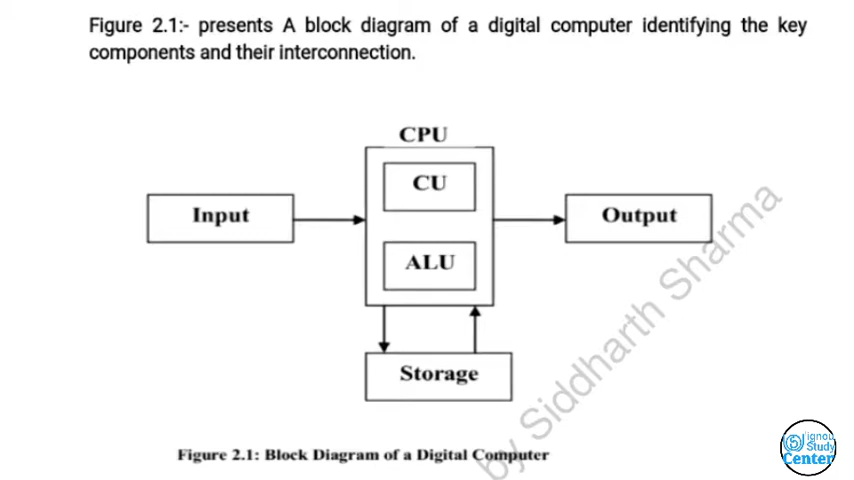 Figure 2.1:- presents A block diagram of a digital computer identifying the key
components and their interconnection.
CPU
CU
Input
Output
ALU
Storage
by Siddharth Sharma
Figure 2.1: Block Diagram of a Digital Computer
ignou
Study
Center